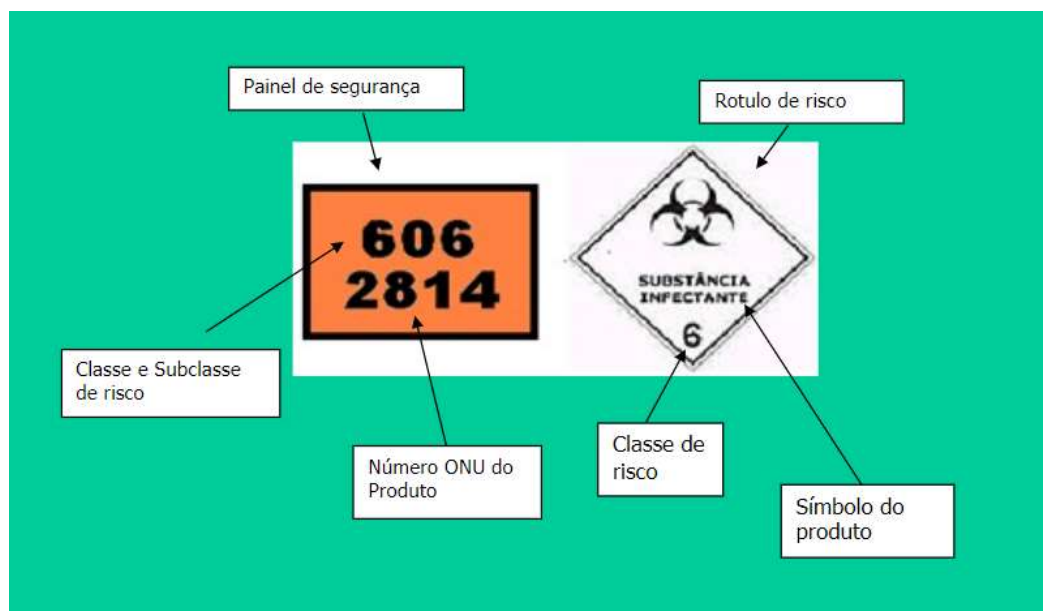 Painel de segurança
Rotulo de risco
606
2814
SUBSTÂNCIA
INFECTANTE
6
Classe e Subclasse
de risco
Número ONU do
Produto
Classe de
risco
Símbolo do
produto